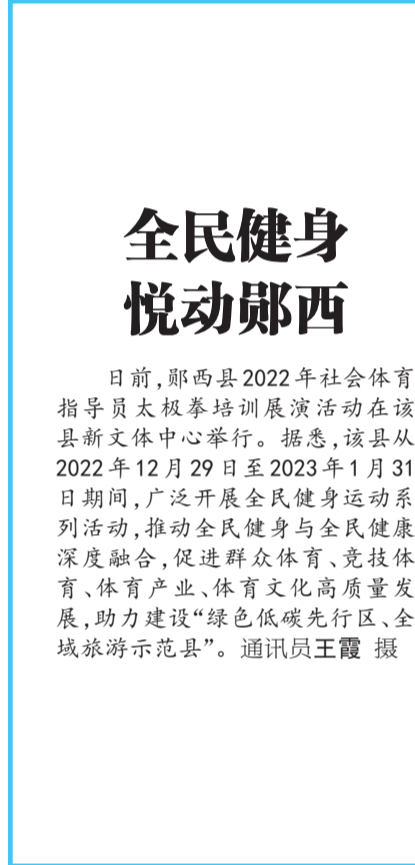 全民健身
悦动郧西
日前,郧西县2022年社会体育
指导员太极拳培训展演活动在该
县新文体中心举行。据悉,该县从
2022年12月29日至2023年1月31
日期间,广泛开展全民健身运动系
列活动,推动全民健身与全民健康
深度融合,促进群众体育、竞技体
育、体育产业、体育文化高质量发
展,助力建设“绿色低碳先行区、全
域旅游示范县”。通讯员王霞 摄